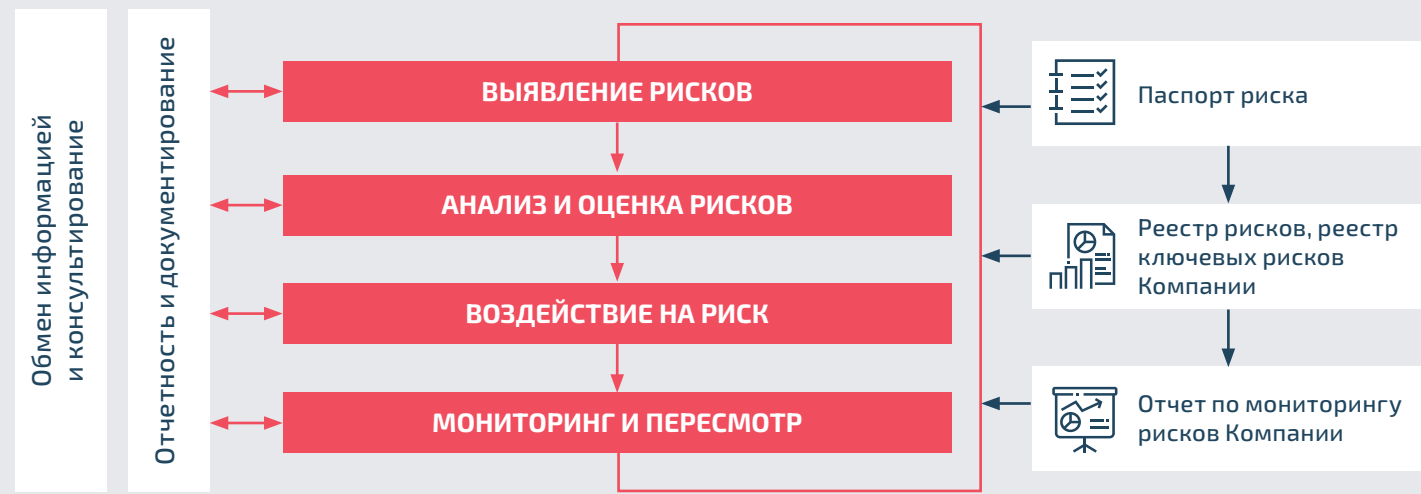 Обмен информацией
и консультирование
Отчетность и документирование
ВЫЯВЛЕНИЕ РИСКОВ
АНАЛИЗ И ОЦЕНКА РИСКОВ
ВОЗДЕЙСТВИЕ НА РИСК
МОНИТОРИНГ И ПЕРЕСМОТР
Паспорт риска
Реестр рисков, реестр
ключевых рисков
Компании
Отчет по мониторингу
рисков Компании